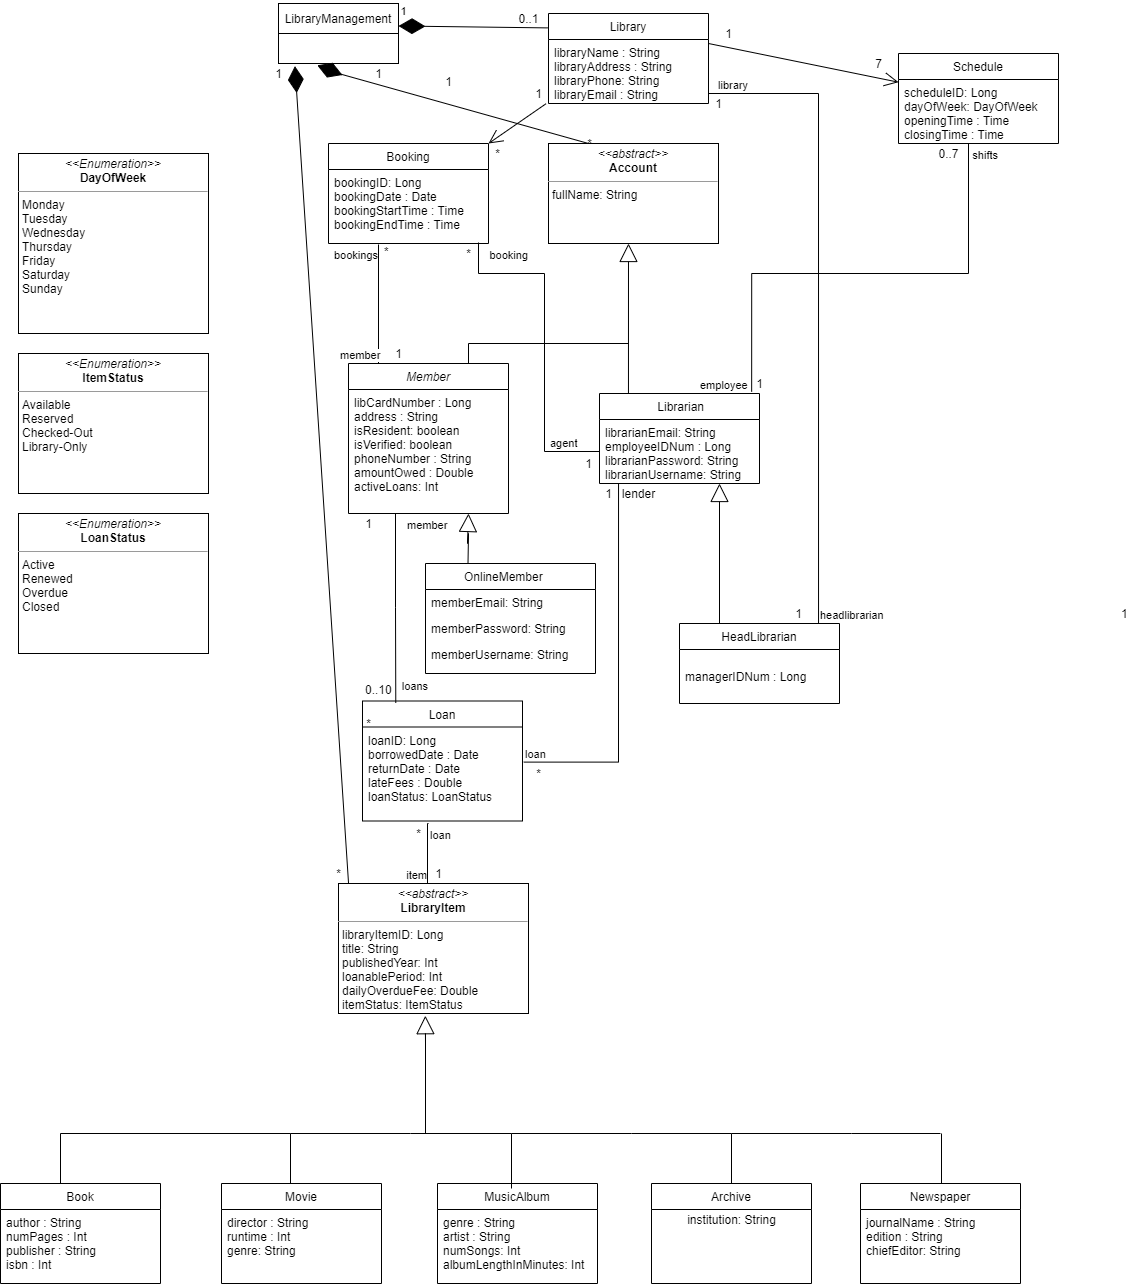 LibraryManagement
1
0..1
Library
libraryName : String
libraryAddress : String
libraryPhone: String
libraryEmail : String
1
7
Schedule
scheduleID: Long
dayOfWeek: DayOfWeek
openingTime : Time
closingTime : Time
1
1
1
library
1
1
0..7
shifts
*
*
Booking
bookingID: Long
bookingDate : Date
bookingStartTime : Time
bookingEndTime : Time
<<abstract>>
Account
fullName: String
bookings
*
*
booking
<<Enumeration>>
DayOfWeek
Monday
Tuesday
Wednesday
Thursday
Friday
Saturday
Sunday
member
1
Member
libCardNumber : Long
address : String
isResident: boolean
isVerified: boolean
phoneNumber : String
amountOwed : Double
activeLoans: Int
employee
1
Librarian
librarianEmail: String
employeeIDNum : Long
librarianPassword: String
librarianUsername: String
agent
1
1
lender
<<Enumeration>>
ItemStatus
Available
Reserved
Checked-Out
Library-Only
<<Enumeration>>
LoanStatus
Active
Renewed
Overdue
Closed
1
member
OnlineMember
memberEmail: String
memberPassword: String
memberUsername: String
1
headlibrarian
1
HeadLibrarian
managerIDNum : Long
0..10
loans
Loan
*
loanID: Long
borrowedDate : Date
returnDate : Date
lateFees : Double
loanStatus: LoanStatus
loan
*
*
loan
*
item
1
<<abstract>>
LibraryItem
libraryItemID: Long
title: String
publishedYear: Int
loanablePeriod: Int
dailyOverdueFee: Double
itemStatus: ItemStatus
Book
author : String
numPages : Int
publisher : String
isbn : Int
Movie
director : String
runtime : Int
genre: String
MusicAlbum
genre : String
artist : String
numSongs: Int
albumLengthInMinutes: Int
Archive
institution: String
Newspaper
journalName : String
edition : String
chiefEditor: String